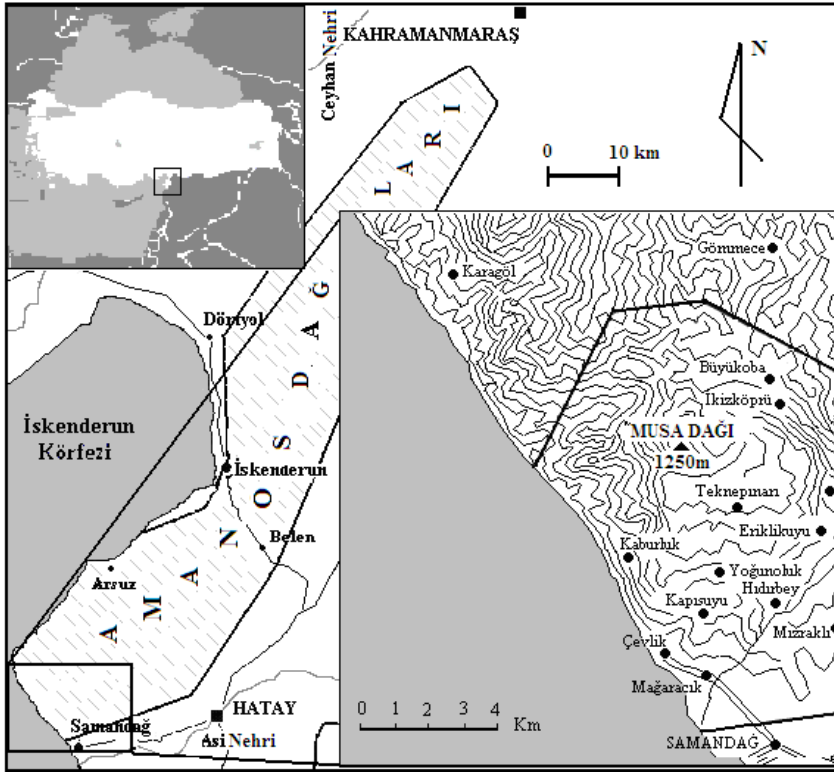 KAHRAMANMARAŞ
Ceyhan Nehri
N
0 10 km
AMANOS DAĞLARI
Dörtyol
İskenderun
Körfezi
İskenderun
Belen
Arsuz
HATAY
Samandağ
Asi Nehri
Gömmece
Karagöl
Büyükoba
İkizköprü
MUSA DAĞI
1250m
Teknepınarı
Eriklikuyu
Kaburluk
Yoğunoluk
Hıdırbey
Kapısuyu
Mızraklı
Çevlik
Mağaracık
0 1 2 3 4 Km
SAMANDAĞ